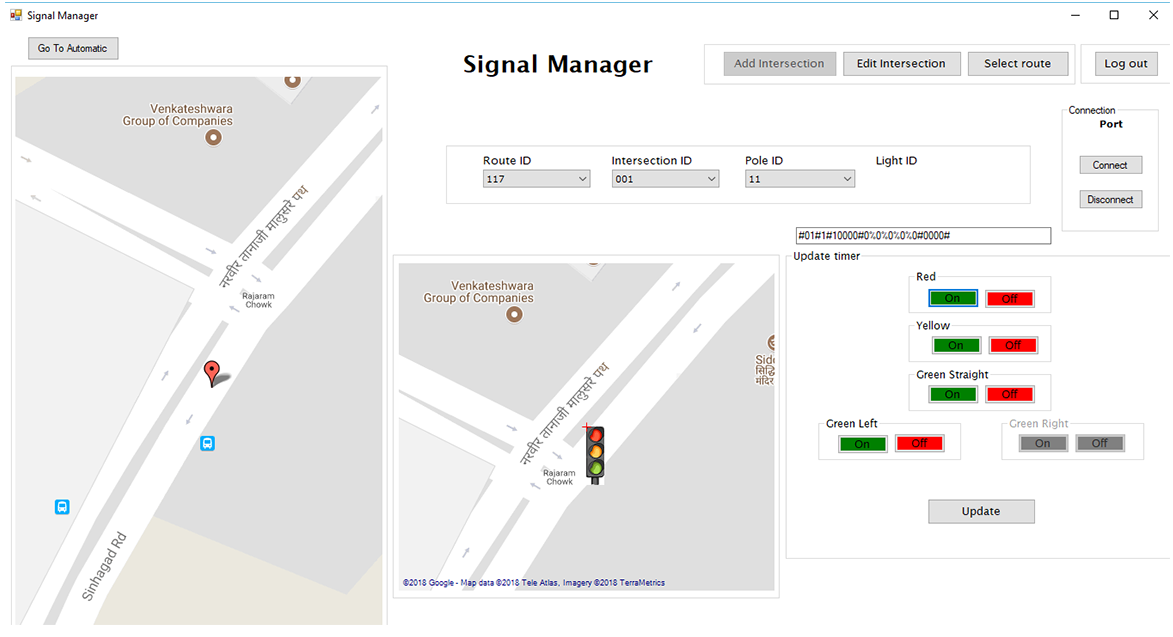 Signal Manager
Go To Automatic
Signal Manager
Add Intersection
Edit Intersection
Select route
Log out
Connection
Port
Connect
Disconnect
Route ID
Intersection ID
Pole ID
Light ID
117
001
11
#01#1#10000#0%0%0%0%0#0000#
Update timer
Red
On
Off
Yellow
On
Off
Green Straight
On
Off
Green Left
On
Off
Green Right
On
Off
Update
Venkateshwara
Group of Companies
नरवीर तानाजी मालुसरे पथ
Rajaram
Chowk
Sinhagad Rd
Venkateshwara
Group of Companies
नरवीर तानाजी मालुसरे पथ
Rajaram
Chowk
©2018 Google - Map data ©2018 Tele Atlas, Imagery ©2018 TerraMetrics